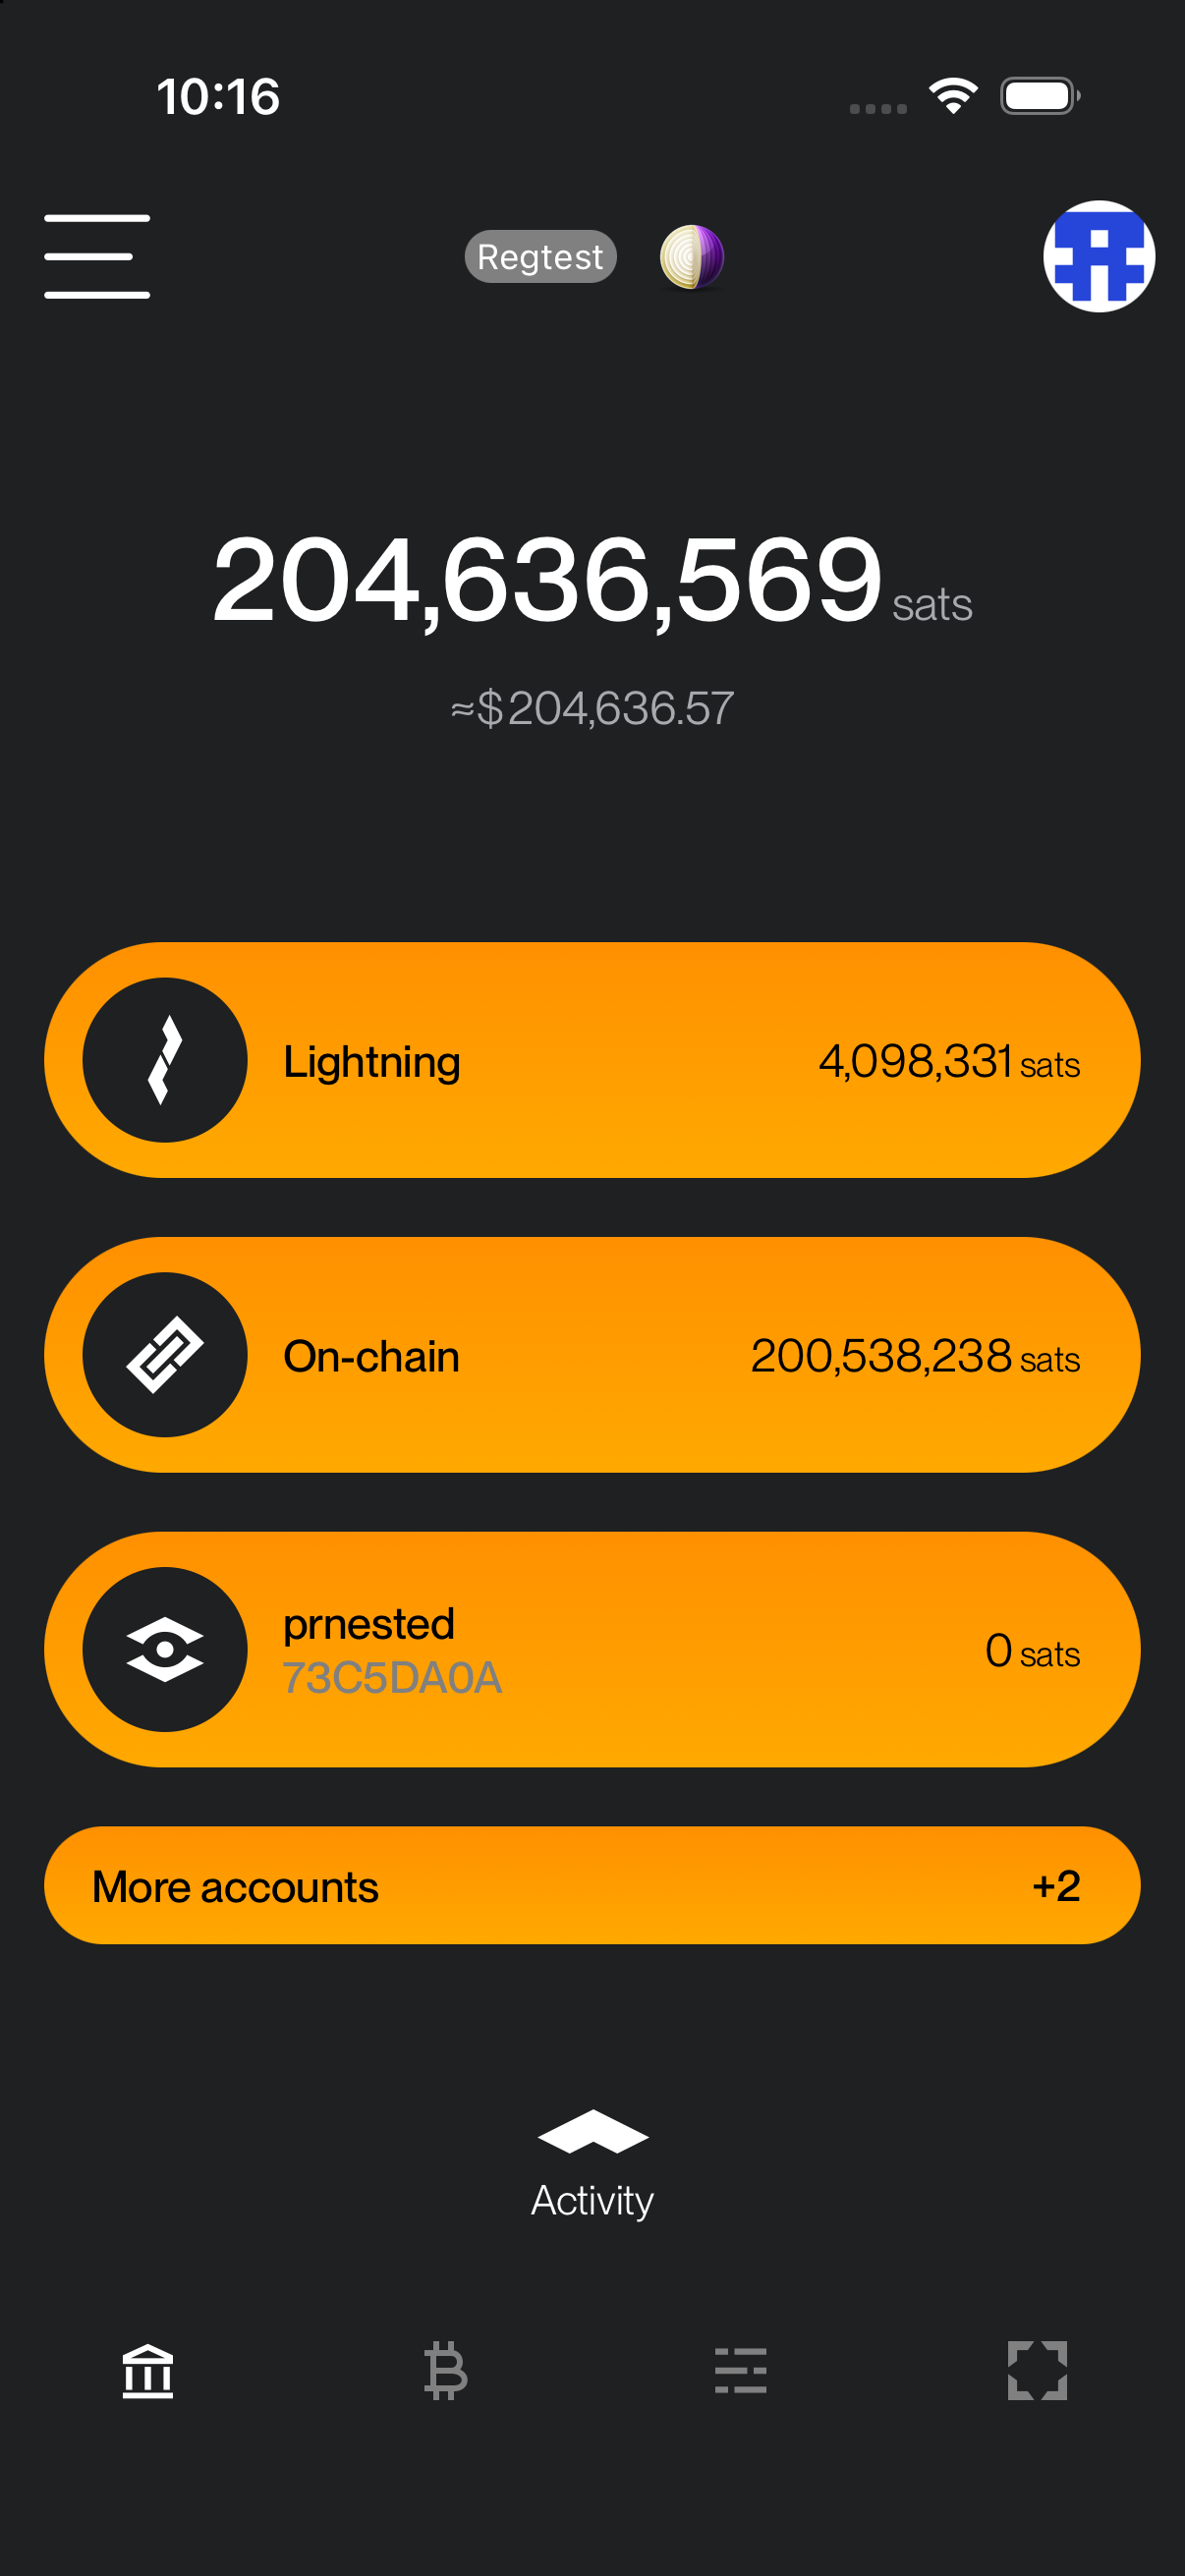 10:16
Regtest
204,636,569 sats
≈$204,636.57
Lightning 4,098,331 sats
On-chain 200,538,238 sats
prnested
73C5DA0A
0 sats
More accounts +2
Activity